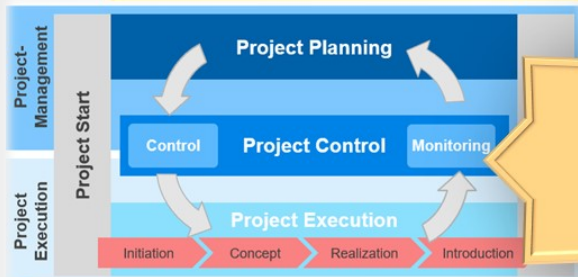 Project-
Management
Project Start
Project Planning
Control
Project Control
Monitoring
Project
Execution
Project Execution
Initiation
Concept
Realization
Introduction